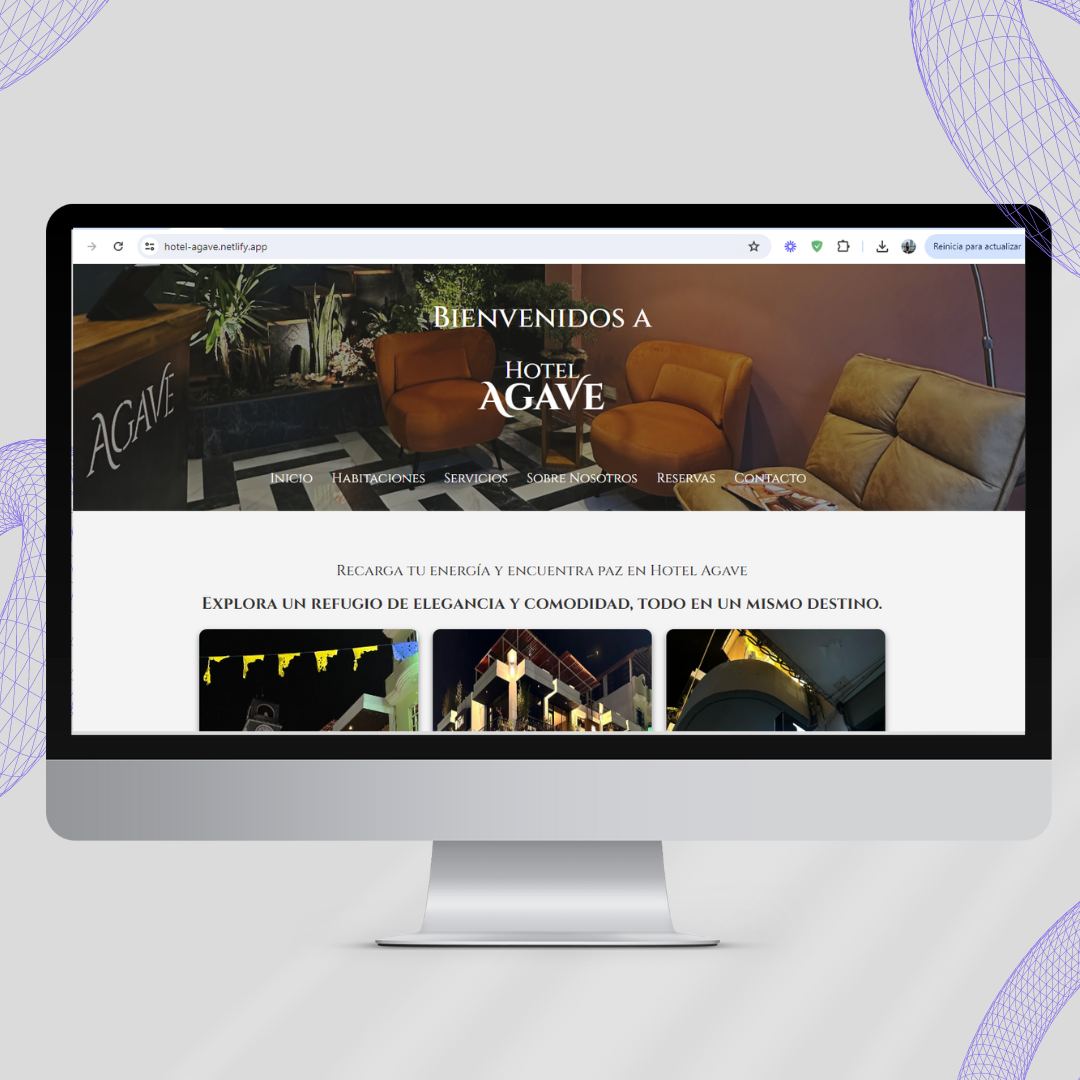 hotel-agave.netlify.app
Reinicia para actualizar
Bienvenidos a
Hotel
Agave
AGAVE
Inicio Habitaciones Servicios Sobre Nosotros Reservas Contacto
Recarga tu energía y encuentra paz en Hotel Agave
Explora un refugio de elegancia y comodidad, todo en un mismo destino.